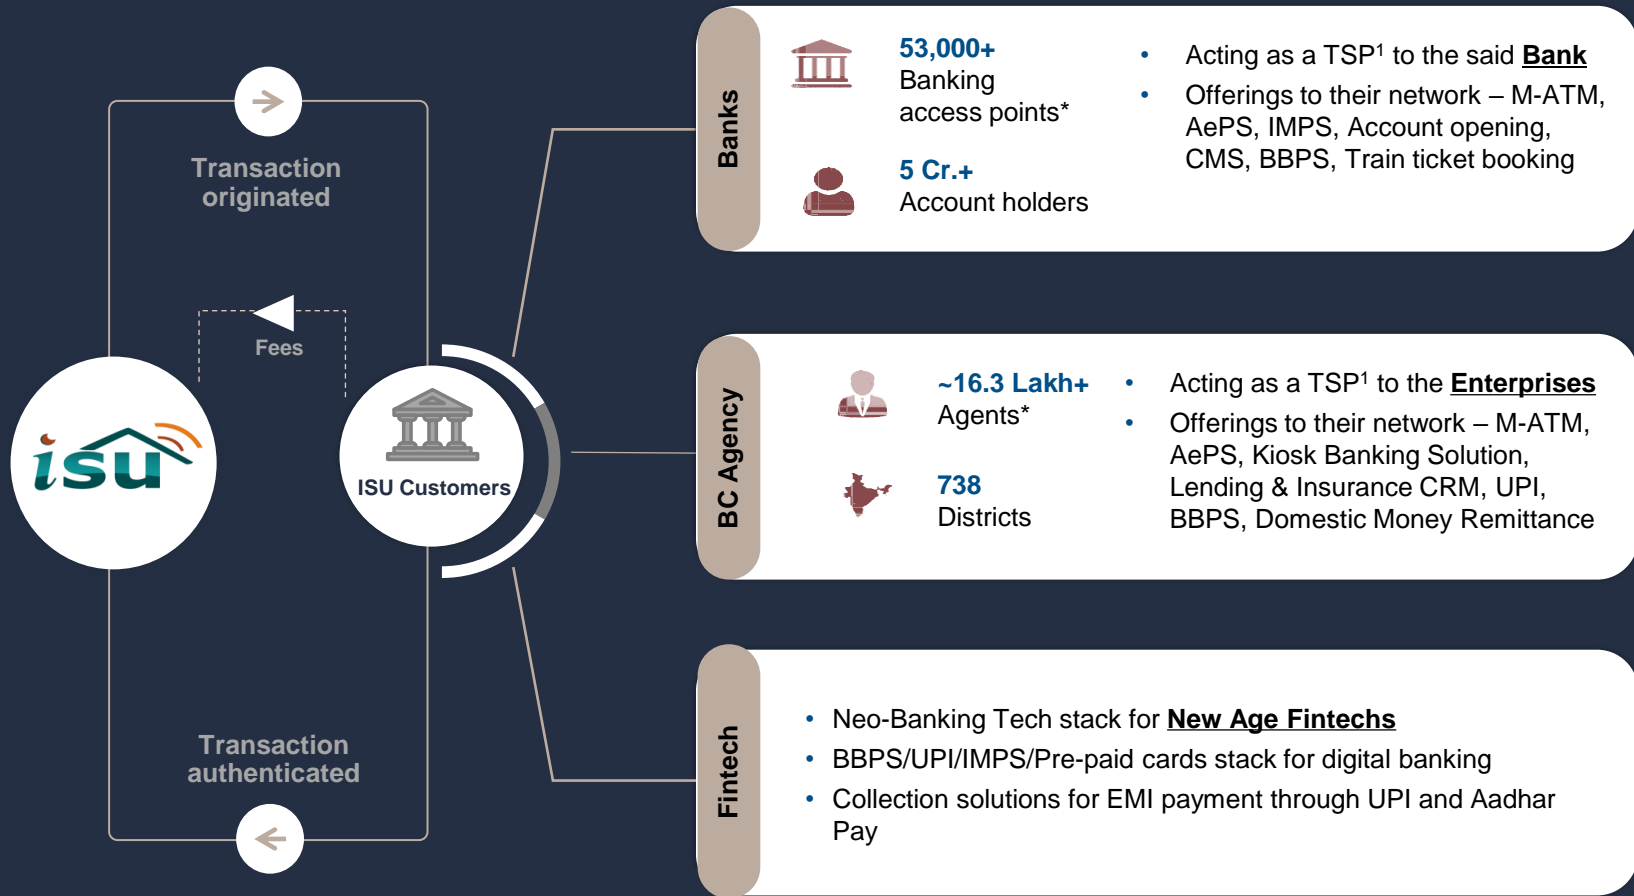 Transaction
originated
Fees
isu
ISU Customers
Transaction
authenticated
Banks
53,000+
Banking
access points*
5 Cr.+
Account holders
• Acting as a TSP¹ to the said Bank
• Offerings to their network – M-ATM,
AePS, IMPS, Account opening,
CMS, BBPS, Train ticket booking
BC Agency
~16.3 Lakh+
Agents*
738
Districts
• Acting as a TSP¹ to the Enterprises
• Offerings to their network – M-ATM,
AePS, Kiosk Banking Solution,
Lending & Insurance CRM, UPI,
BBPS, Domestic Money Remittance
Fintech
• Neo-Banking Tech stack for New Age Fintechs
• BBPS/UPI/IMPS/Pre-paid cards stack for digital banking
• Collection solutions for EMI payment through UPI and Aadhar
Pay